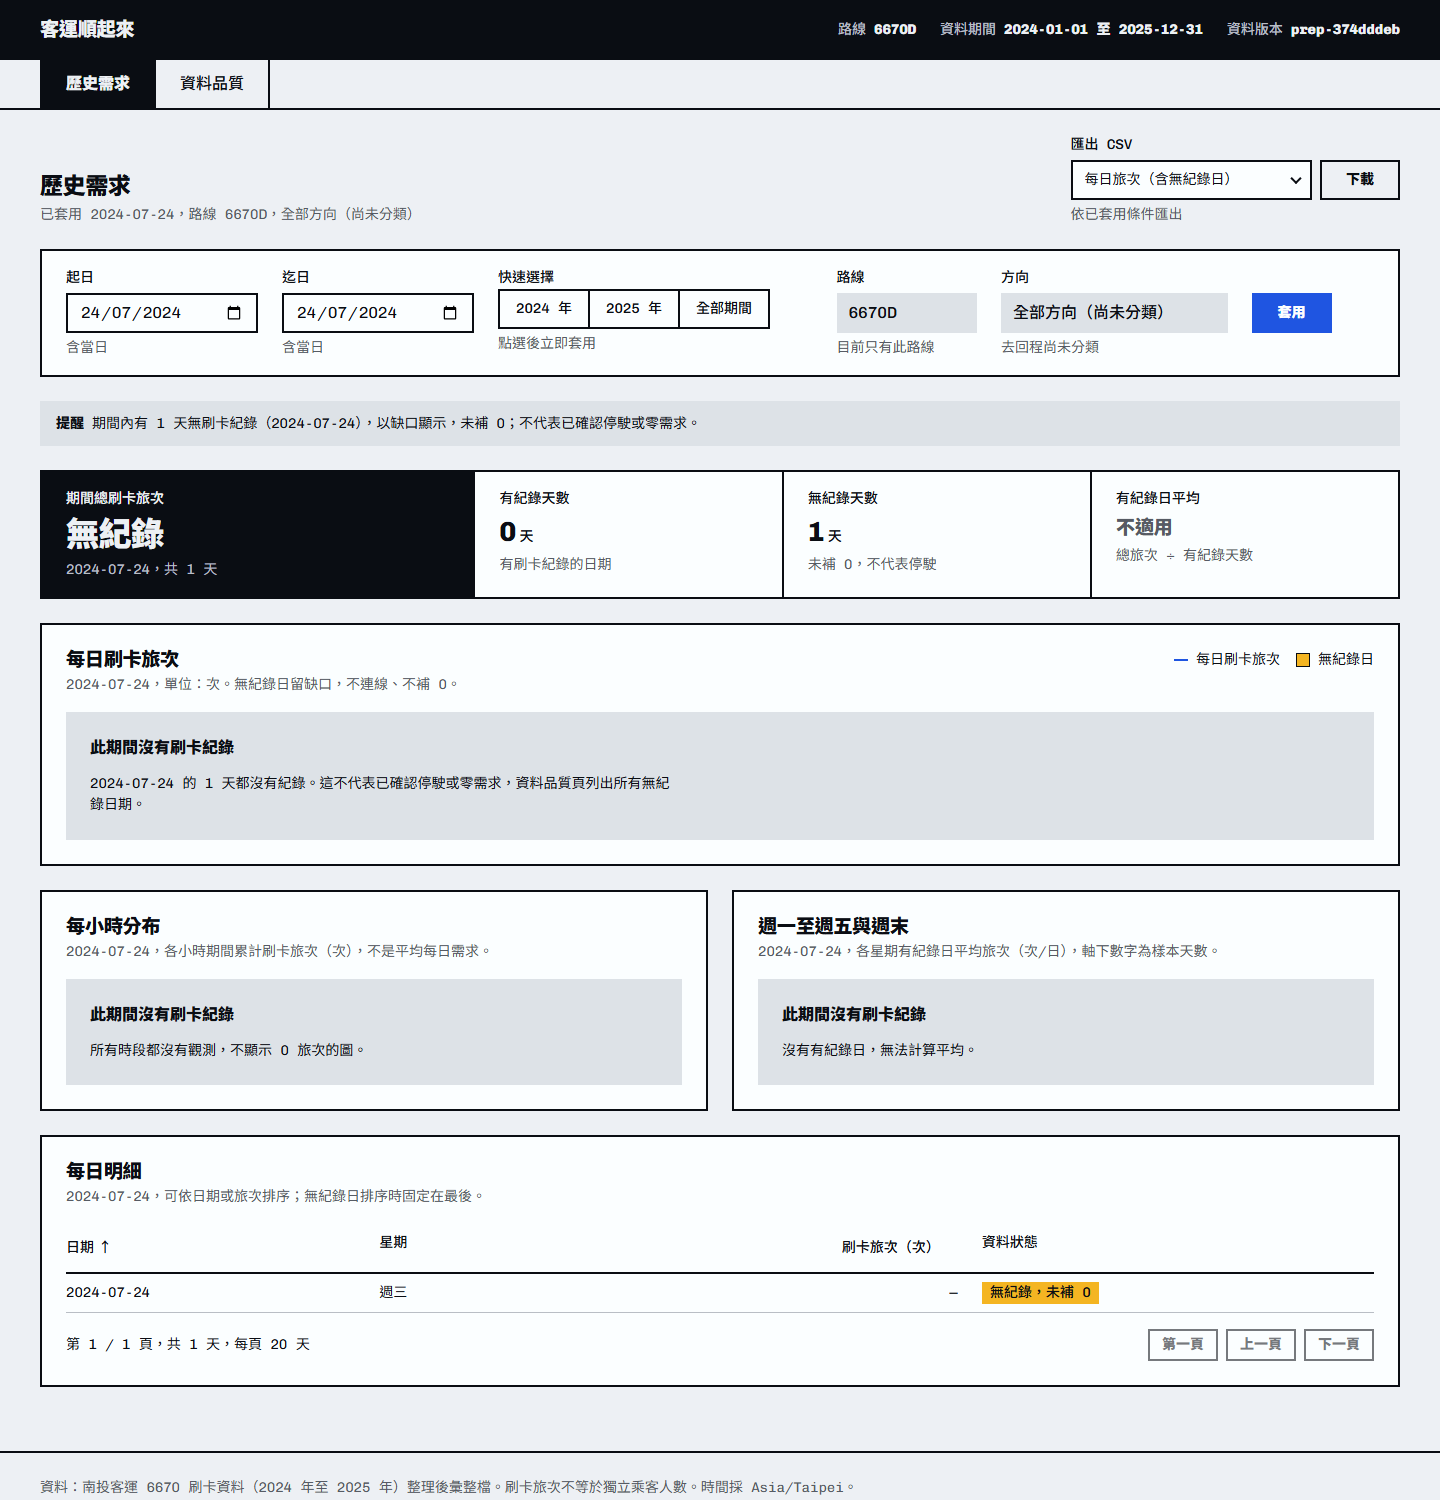 客運順起來
路線 6670D 資料期間 2024-01-01 至 2025-12-31 資料版本 prep-374dddeb
歷史需求 資料品質
匯出 CSV
歷史需求
每日旅次（含無紀錄日） 下載
已套用 2024-07-24，路線 6670D，全部方向（尚未分類）
依已套用條件匯出
起日 迄日 快速選擇 路線 方向
24/07/2024 24/07/2024 2024 年 2025 年 全部期間 6670D 全部方向（尚未分類） 套用
含當日 含當日 點選後立即套用 目前只有此路線 去回程尚未分類
提醒 期間內有 1 天無刷卡紀錄（2024-07-24），以缺口顯示，未補 0；不代表已確認停駛或零需求。
期間總刷卡旅次 有紀錄天數 無紀錄天數 有紀錄日平均
無紀錄 0 天 1 天 不適用
2024-07-24，共 1 天 有刷卡紀錄的日期 未補 0，不代表停駛 總旅次 ÷ 有紀錄天數
每日刷卡旅次 每日刷卡旅次 無紀錄日
2024-07-24，單位：次。無紀錄日留缺口，不連線、不補 0。
此期間沒有刷卡紀錄
2024-07-24 的 1 天都沒有紀錄。這不代表已確認停駛或零需求，資料品質頁列出所有無紀
錄日期。
每小時分布
2024-07-24，各小時期間累計刷卡旅次（次），不是平均每日需求。
此期間沒有刷卡紀錄
所有時段都沒有觀測，不顯示 0 旅次的圖。
週一至週五與週末
2024-07-24，各星期有紀錄日平均旅次（次/日），軸下數字為樣本天數。
此期間沒有刷卡紀錄
沒有有紀錄日，無法計算平均。
每日明細
2024-07-24，可依日期或旅次排序；無紀錄日排序時固定在最後。
日期 ↑ 星期 刷卡旅次（次） 資料狀態
2024-07-24 週三 — 無紀錄，未補 0
第 1 / 1 頁，共 1 天，每頁 20 天 第一頁 上一頁 下一頁
資料：南投客運 6670 刷卡資料（2024 年至 2025 年）整理後彙整檔。刷卡旅次不等於獨立乘客人數。時間採 Asia/Taipei。